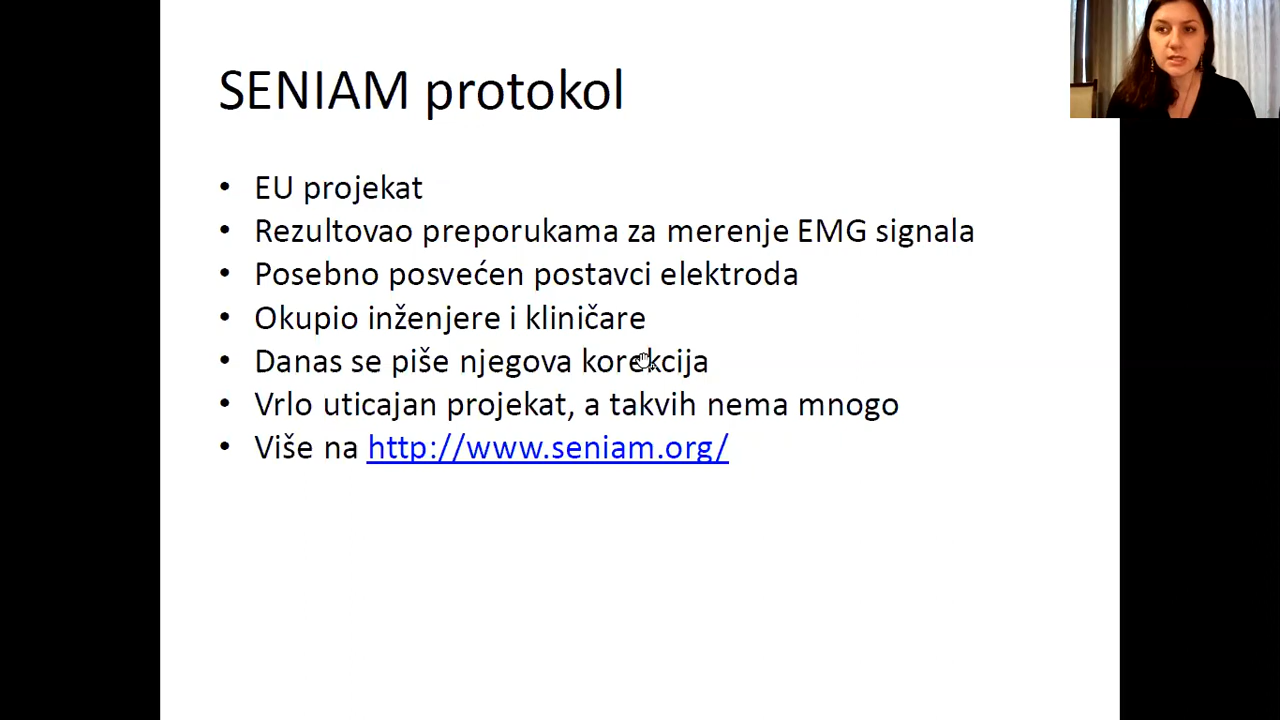 SENIAM protokol
• EU projekat
• Rezultovao preporukama za merenje EMG signala
• Posebno posvećen postavci elektroda
• Okupio inženjere i kliničare
• Danas se piše njegova korekcija
• Vrlo uticajan projekat, a takvih nema mnogo
• Više na http://www.seniam.org/